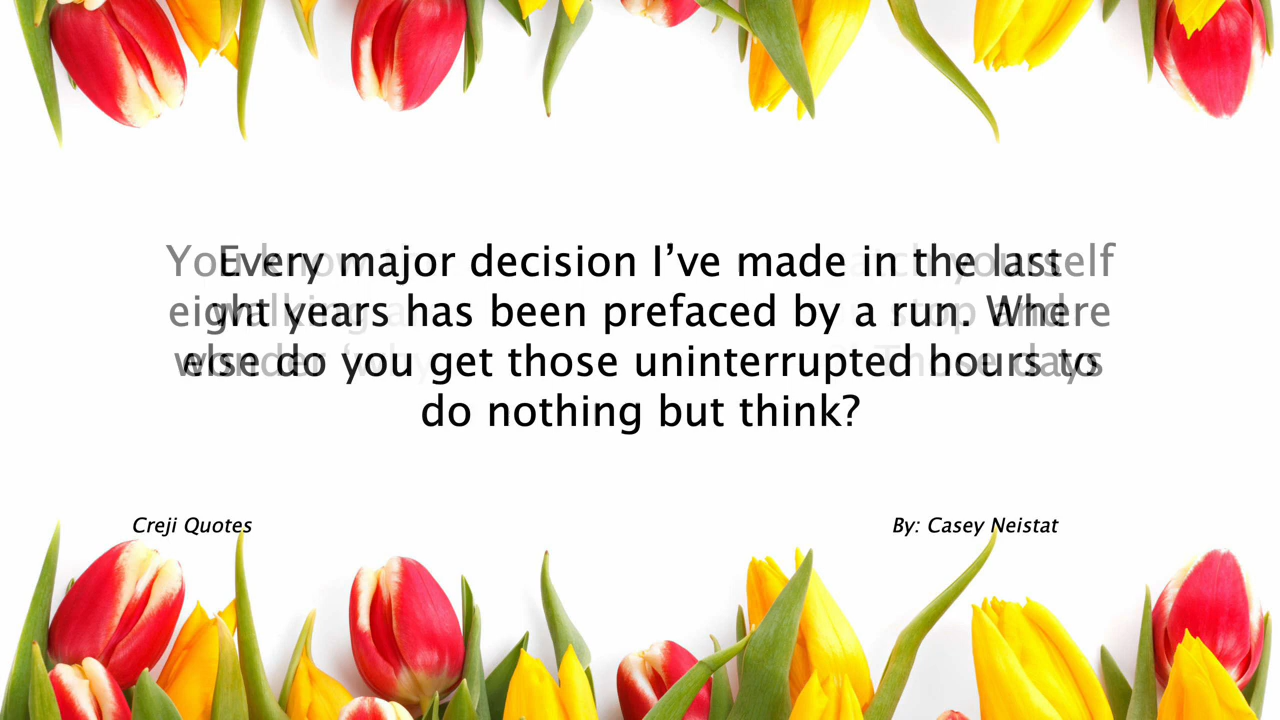 Every major decision I’ve made in the last
eight years has been prefaced by a run. Where
else do you get those uninterrupted hours to
do nothing but think?
Creji Quotes
By: Casey Neistat